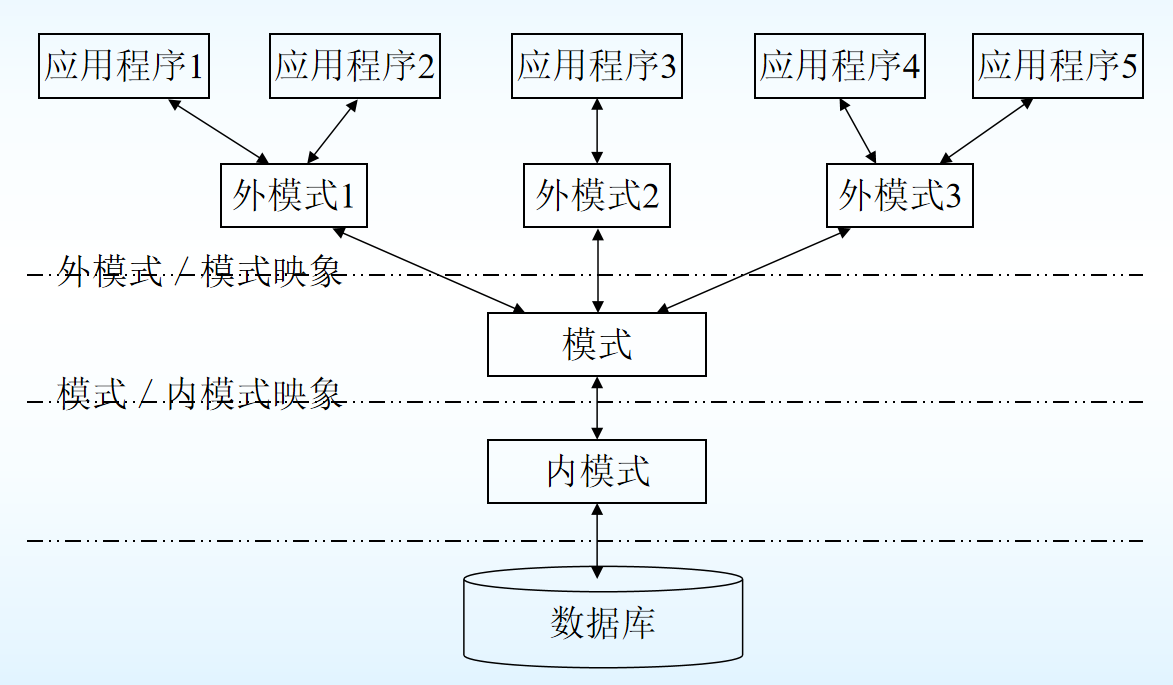 应用程序1
应用程序2
应用程序3
应用程序4
应用程序5
外模式1
外模式2
外模式3
外模式/模式映象
模式
模式/内模式映象
内模式
数据库